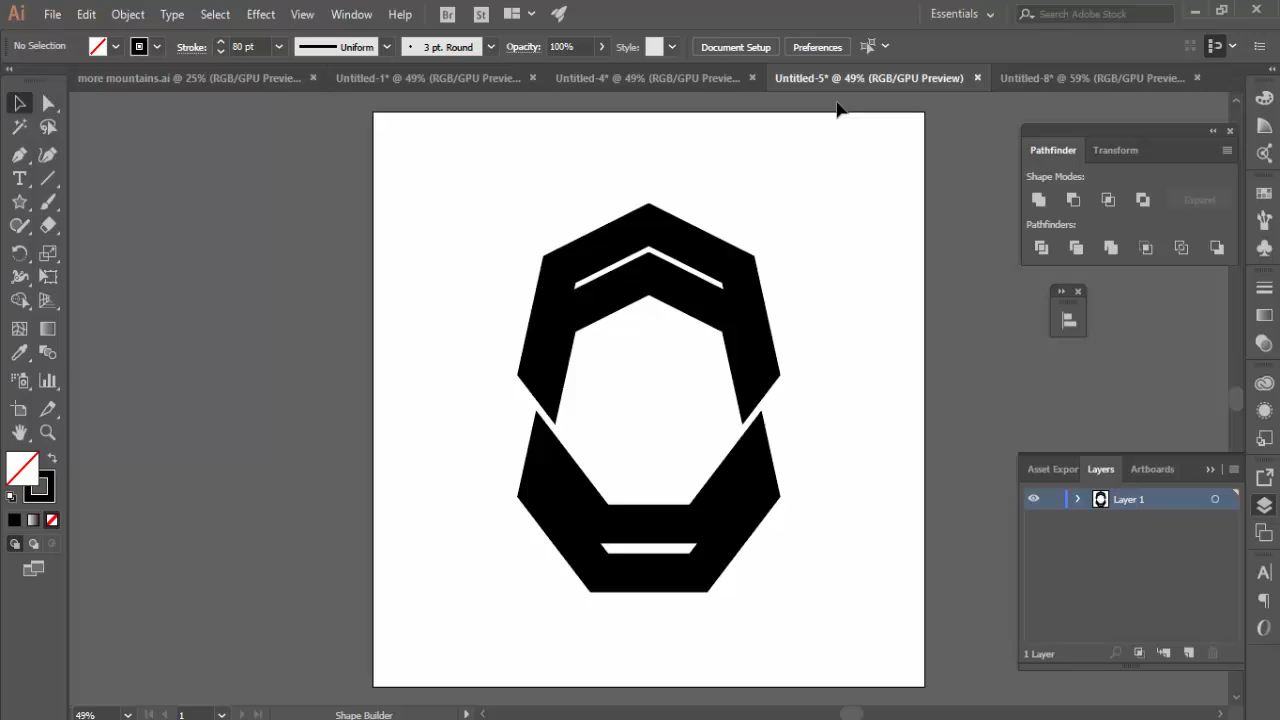 Ai File Edit Object Type Select Effect View Window Help Br St Essentials Search Adobe Stock
No Selection Stroke: 80 pt Uniform 3 pt. Round Opacity: 100% Style: Document Setup Preferences
more mountains.ai @ 25% (RGB/GPU Previe... Untitled-1* @ 49% (RGB/GPU Previe... Untitled-4* @ 49% (RGB/GPU Previe... Untitled-5* @ 49% (RGB/GPU Preview) Untitled-8* @ 59% (RGB/GPU Previe...
Pathfinder Transform
Shape Modes:
Expand
Pathfinders:
Asset Expor Layers Artboards
Layer 1
1 Layer
49% 1 Shape Builder